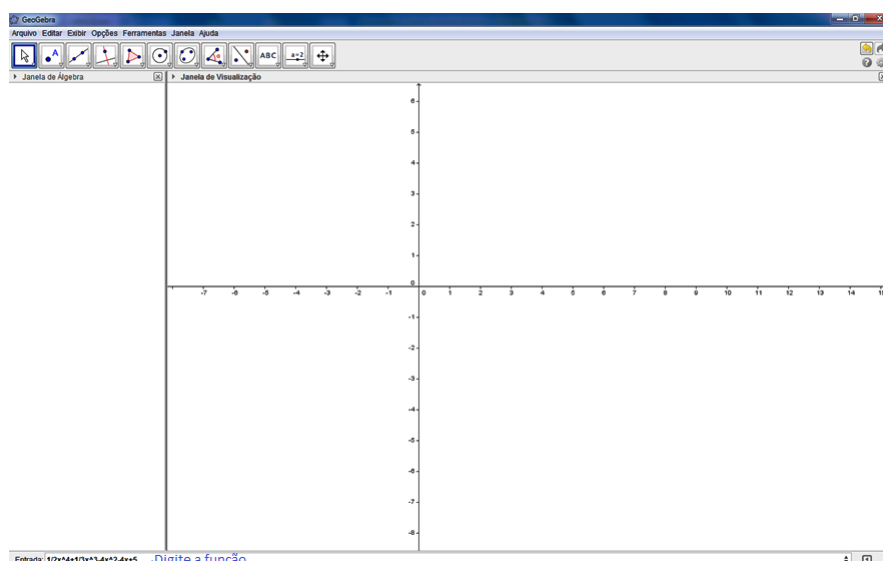 GeoGebra
Arquivo Editar Exibir Opções Ferramentas Janela Ajuda
A ABC a=2
Janela de Álgebra Janela de Visualização
6
5
4
3
2
1
0
-7 -6 -5 -4 -3 -2 -1 0 1 2 3 4 5 6 7 8 9 10 11 12 13 14
-1
-2
-3
-4
-5
-6
-7
-8
Entrada: 1/2x^4+1/3x^3-4x^2-4x+5 Digite a função